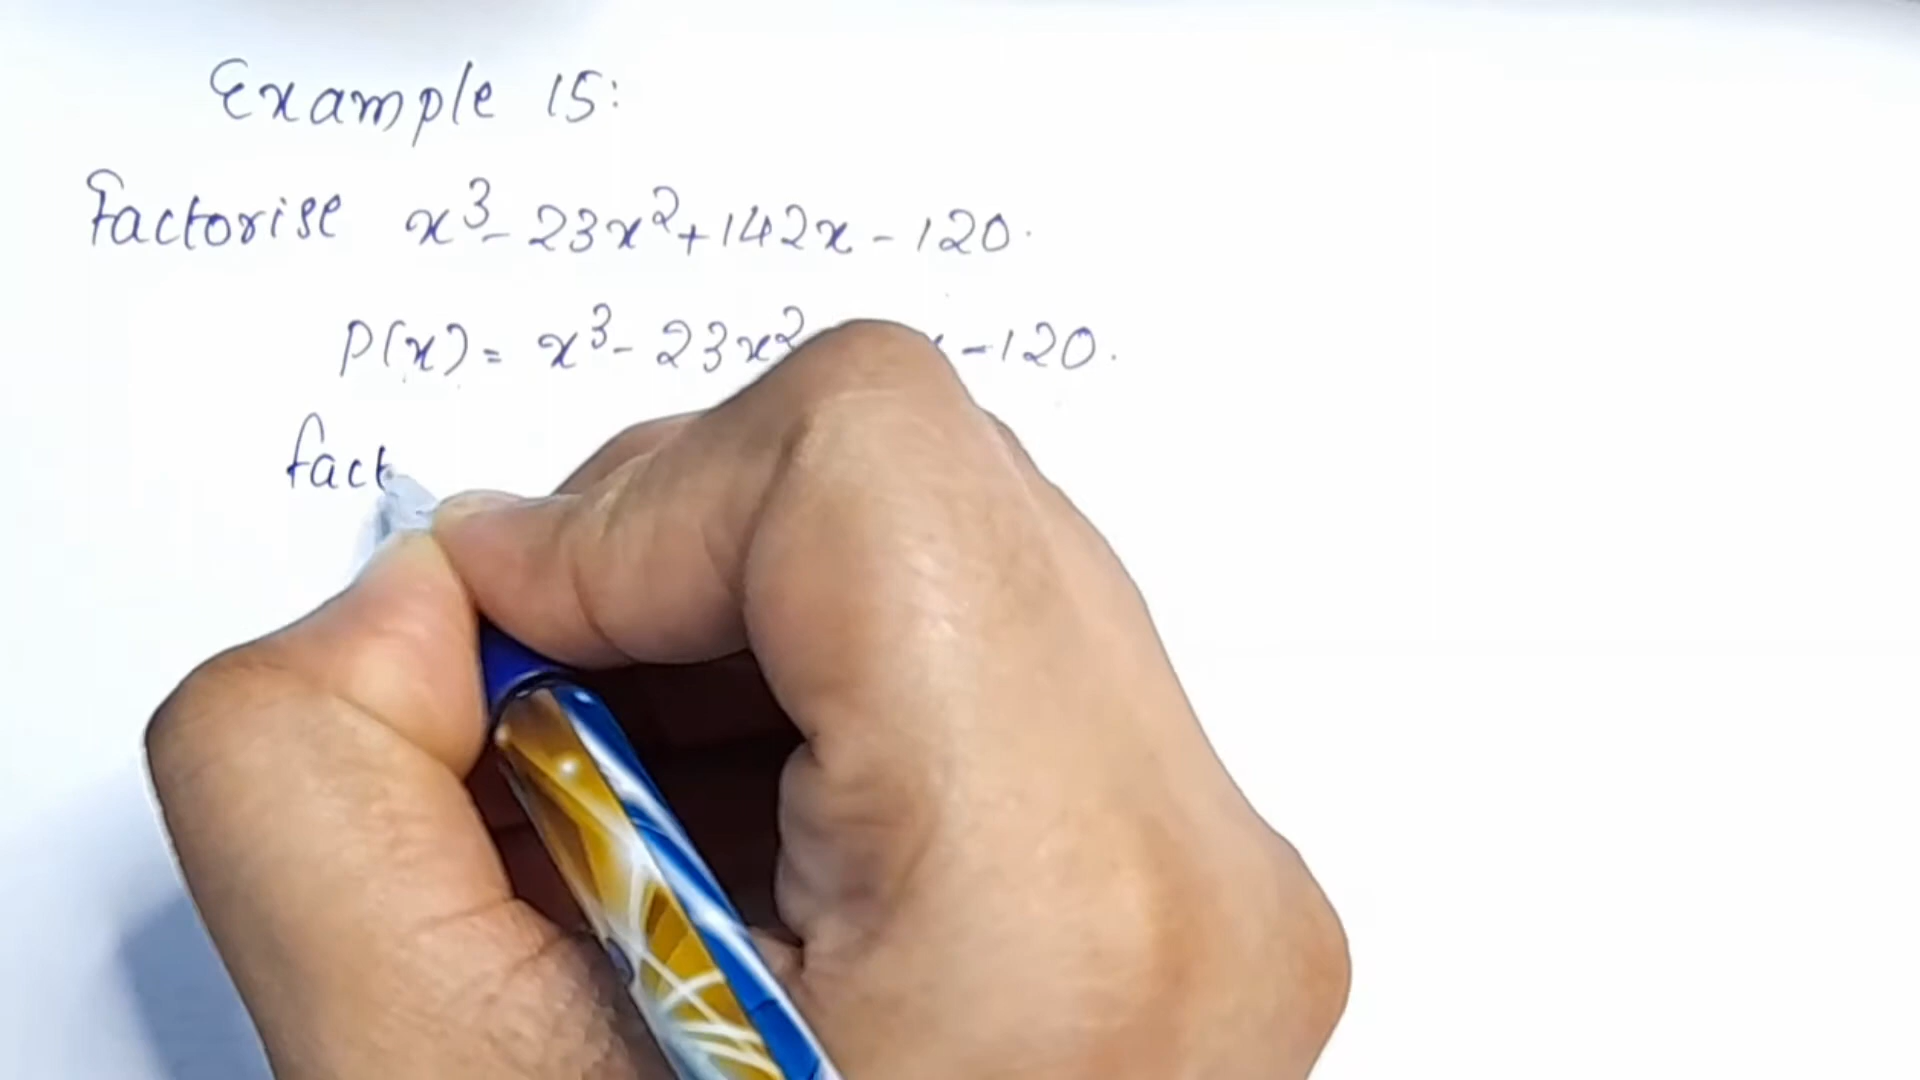 Example 15:
Factorise x³ - 23x² + 142x - 120.
P(x) = x³ - 23x² - 120.
fact